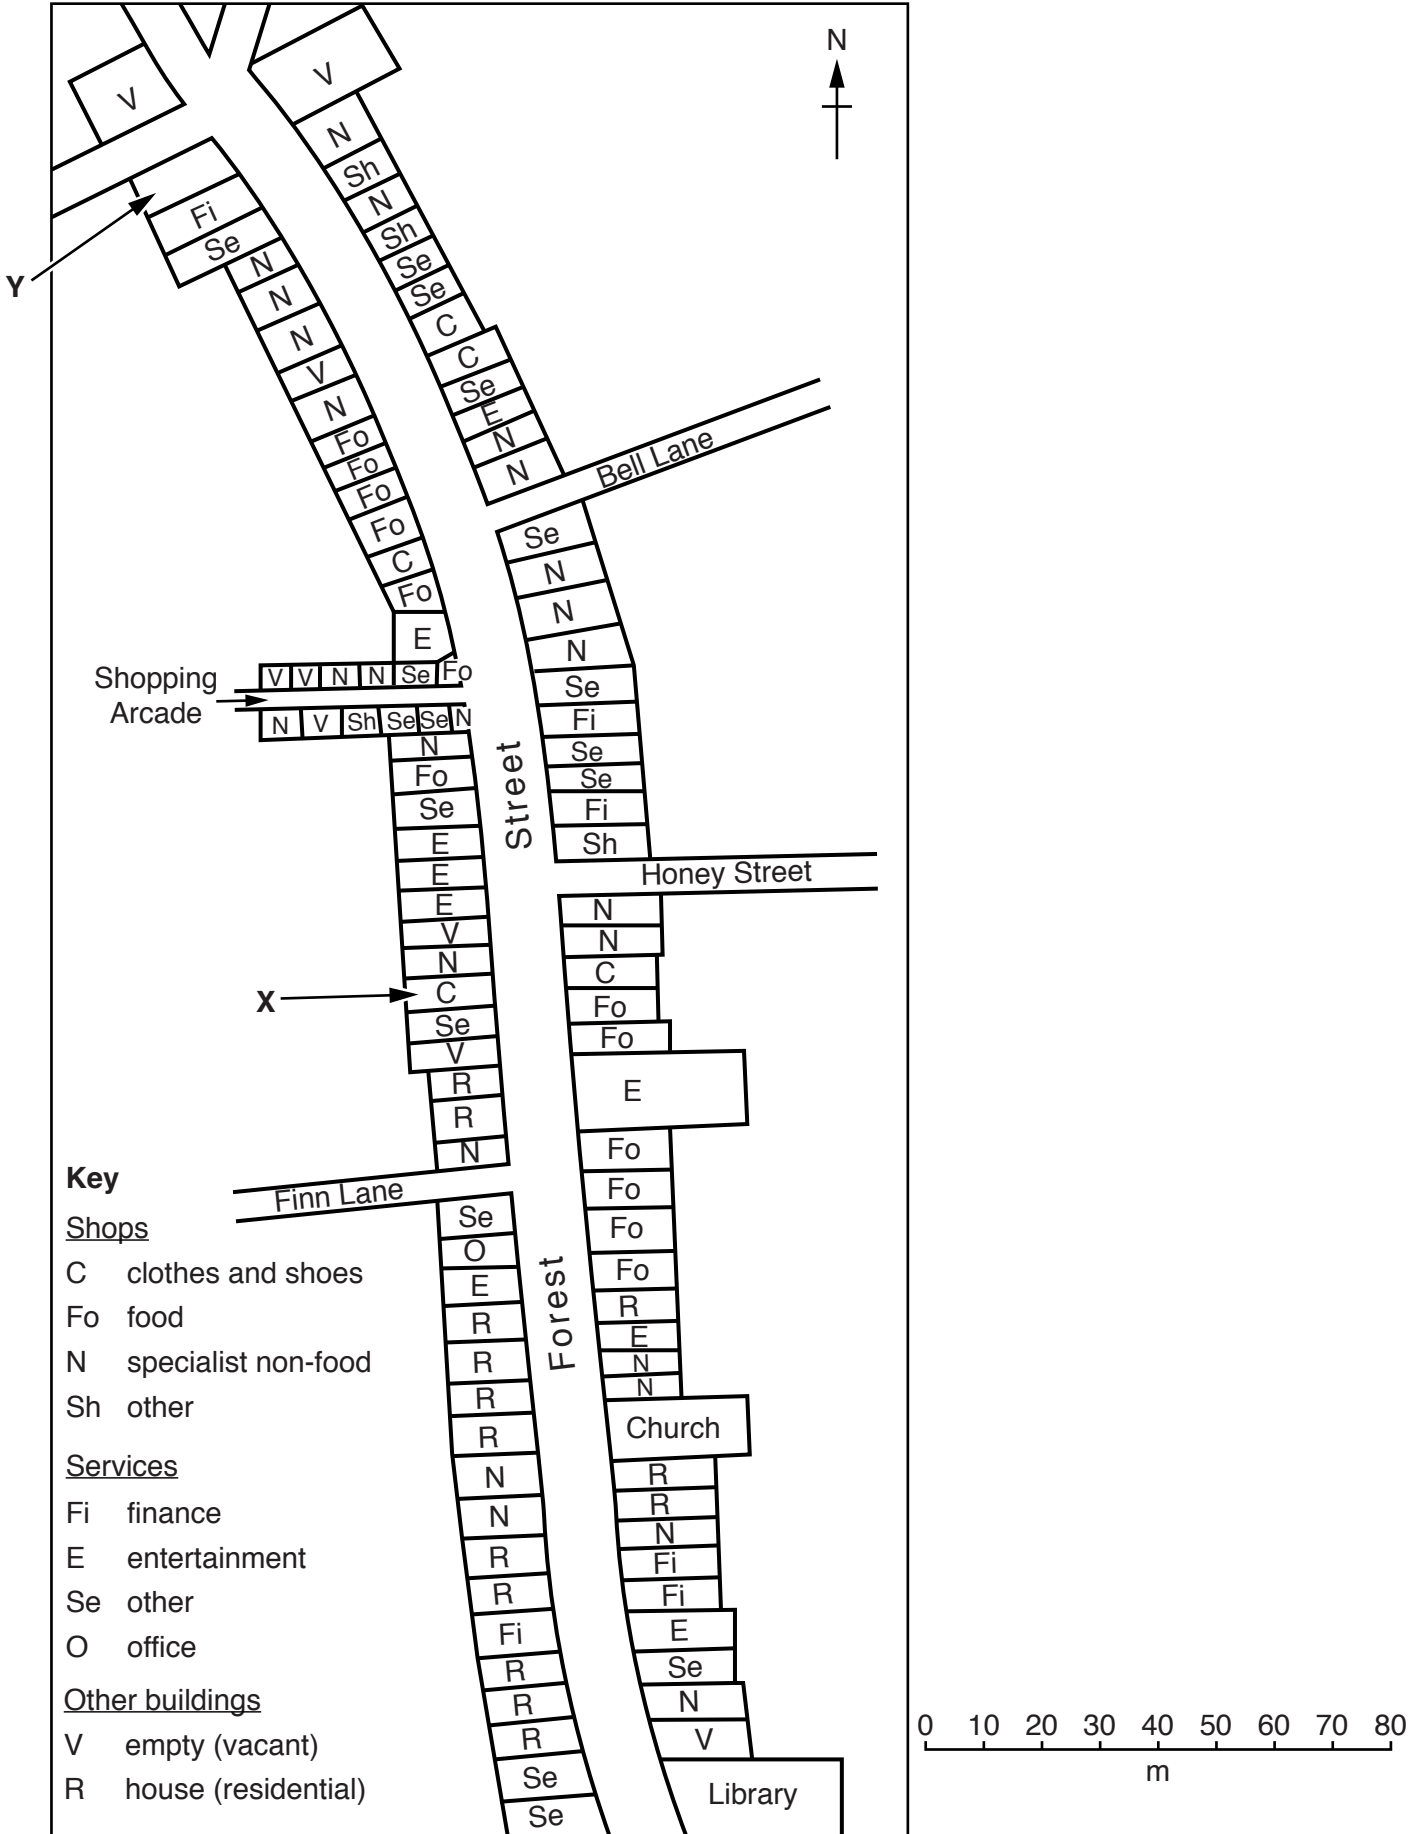 N
V
V
N
Sh
N
Sh
Se
Se
C
C
Se
E
N
N
Fi
Se
N
N
N
V
N
Fo
Fo
Fo
Fo
C
Fo
E
Y
Bell Lane
Se
N
N
N
Se
Fi
Se
Se
Fi
Sh
Shopping
Arcade
V V N N Se Fo
N V Sh Se Se N
N
Fo
Se
E
E
E
V
N
C
Se
V
R
R
N
X
Street
Honey Street
N
N
C
Fo
Fo
E
Fo
Fo
Fo
Fo
R
E
N
N
Church
R
R
N
Fi
Fi
E
Se
N
V
Library
Finn Lane
Forest
Se
O
E
R
R
R
R
N
N
R
R
Fi
R
R
R
Se
Se
Key
Shops
C clothes and shoes
Fo food
N specialist non-food
Sh other
Services
Fi finance
E entertainment
Se other
O office
Other buildings
V empty (vacant)
R house (residential)
0 10 20 30 40 50 60 70 80
m